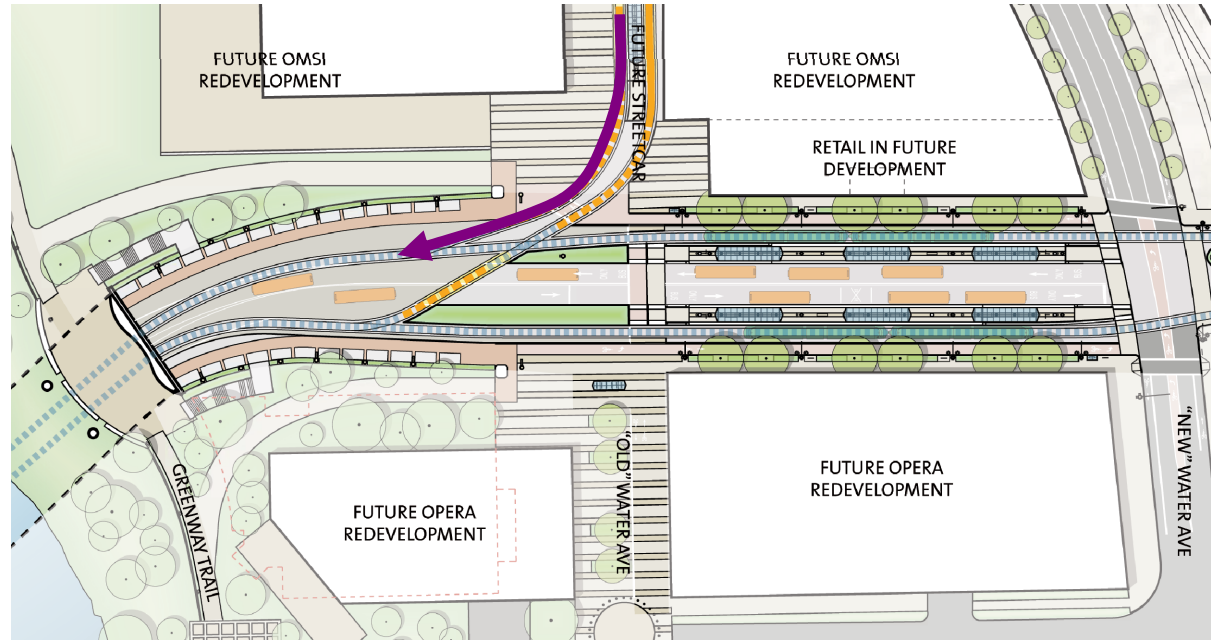 FUTURE OMSI
REDEVELOPMENT
FUTURE STREETCAR
FUTURE OMSI
REDEVELOPMENT
RETAIL IN FUTURE
DEVELOPMENT
GREENWAY TRAIL
FUTURE OPERA
REDEVELOPMENT
"OLD" WATER AVE
FUTURE OPERA
REDEVELOPMENT
"NEW" WATER AVE